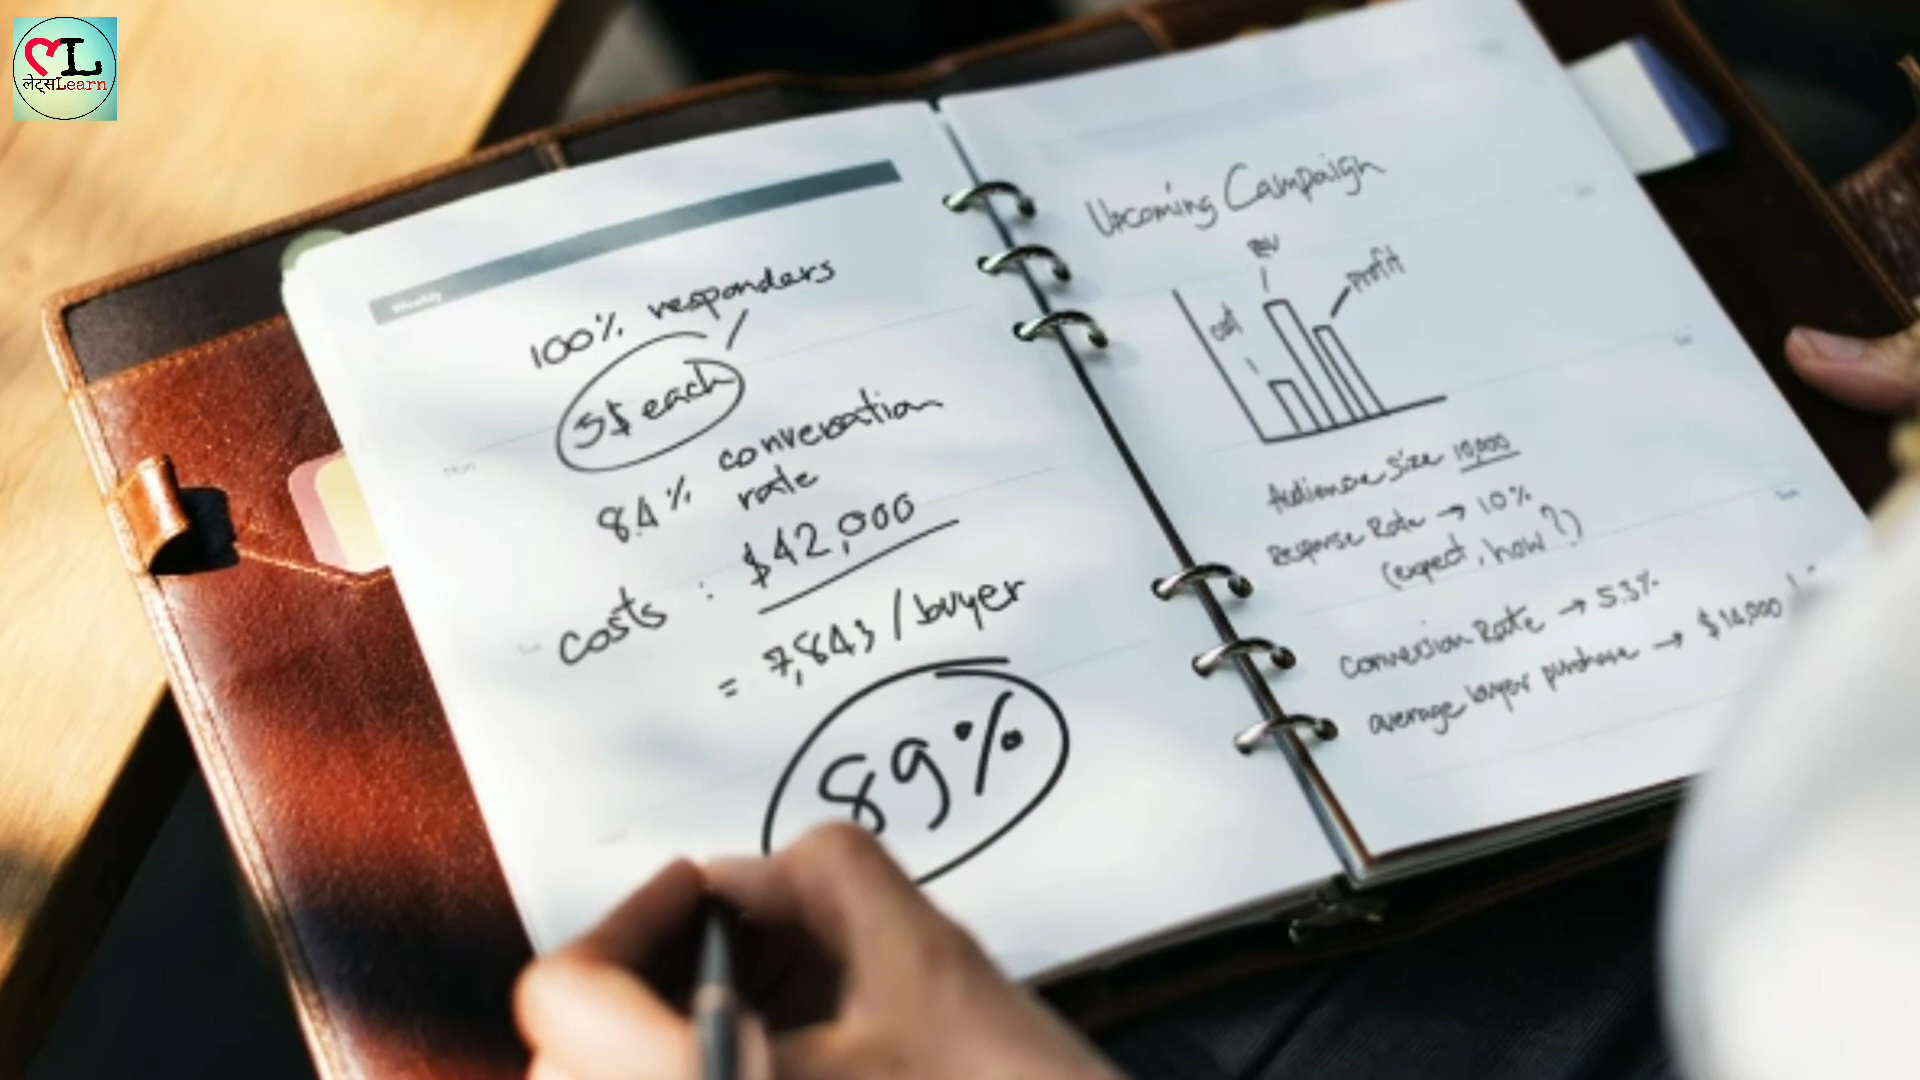 लेट्सLearn
Weekly
100% responders
5$ each
8.4% conversation
rate
costs : $42,000
= 7,843 / buyer
89%
Upcoming Campaign
Rev
cost
Profit
Audience Size 10,000
Response Rate → 10%
(expect, how?)
Conversion Rate → 5.3%
average buyer purchase → $14,000